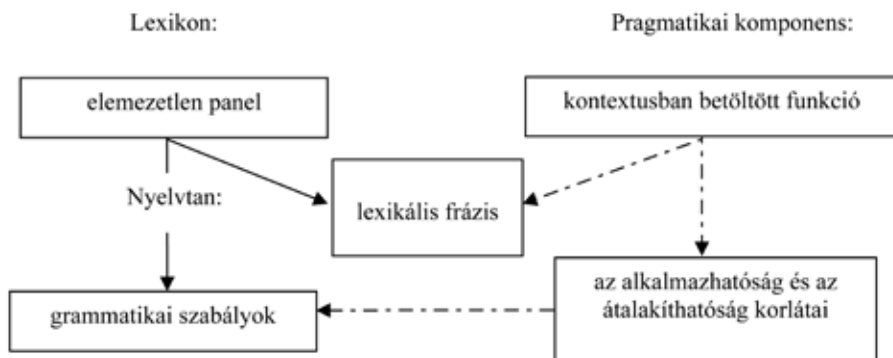 Lexikon:
Pragmatikai komponens:
elemezetlen panel
kontextusban betöltött funkció
Nyelvtan:
lexikális frázis
grammatikai szabályok
az alkalmazhatóság és az
átalakíthatóság korlátai